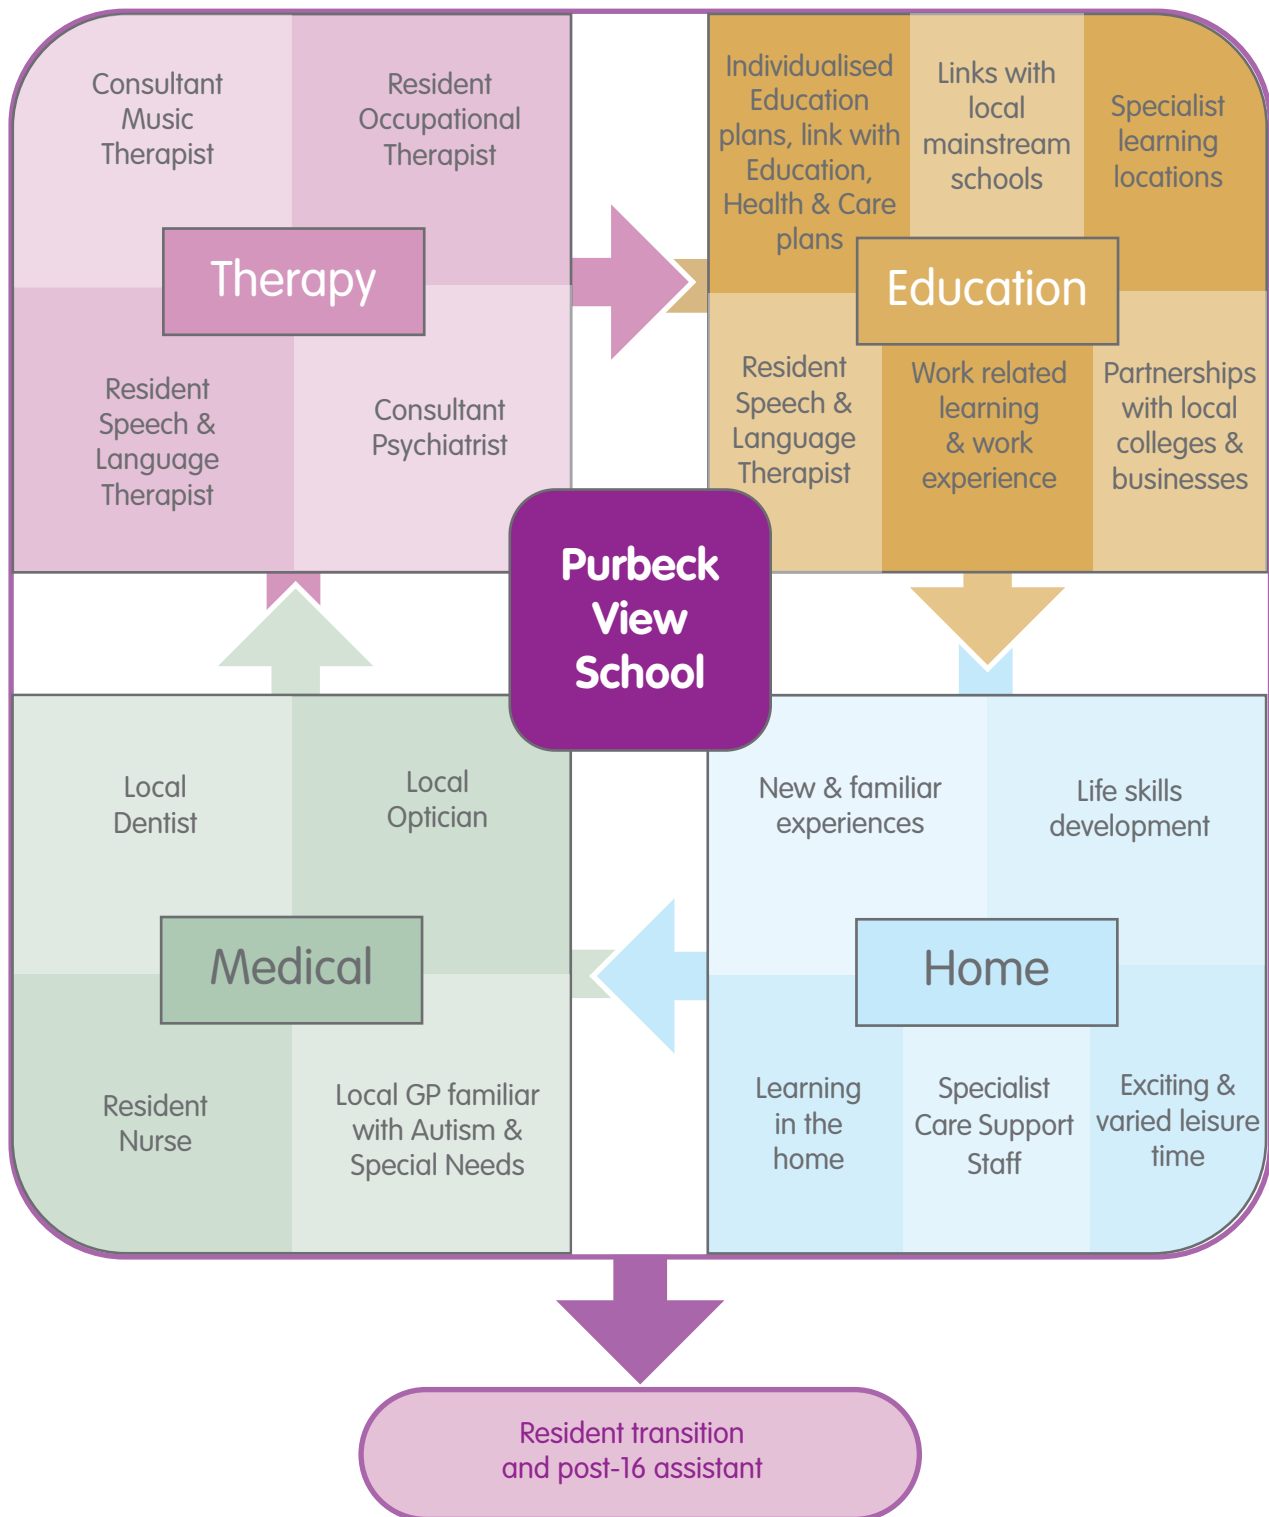 Consultant
Music
Therapist
Resident
Occupational
Therapist
Therapy
Resident
Speech &
Language
Therapist
Consultant
Psychiatrist
Individualised
Education
plans, link with
Education,
Health & Care
plans
Links with
local
mainstream
schools
Specialist
learning
locations
Education
Resident
Speech &
Language
Therapist
Work related
learning
& work
experience
Partnerships
with local
colleges &
businesses
Purbeck
View
School
Local
Dentist
Local
Optician
Medical
Resident
Nurse
Local GP familiar
with Autism &
Special Needs
New & familiar
experiences
Life skills
development
Home
Learning
in the
home
Specialist
Care Support
Staff
Exciting &
varied leisure
time
Resident transition
and post-16 assistant